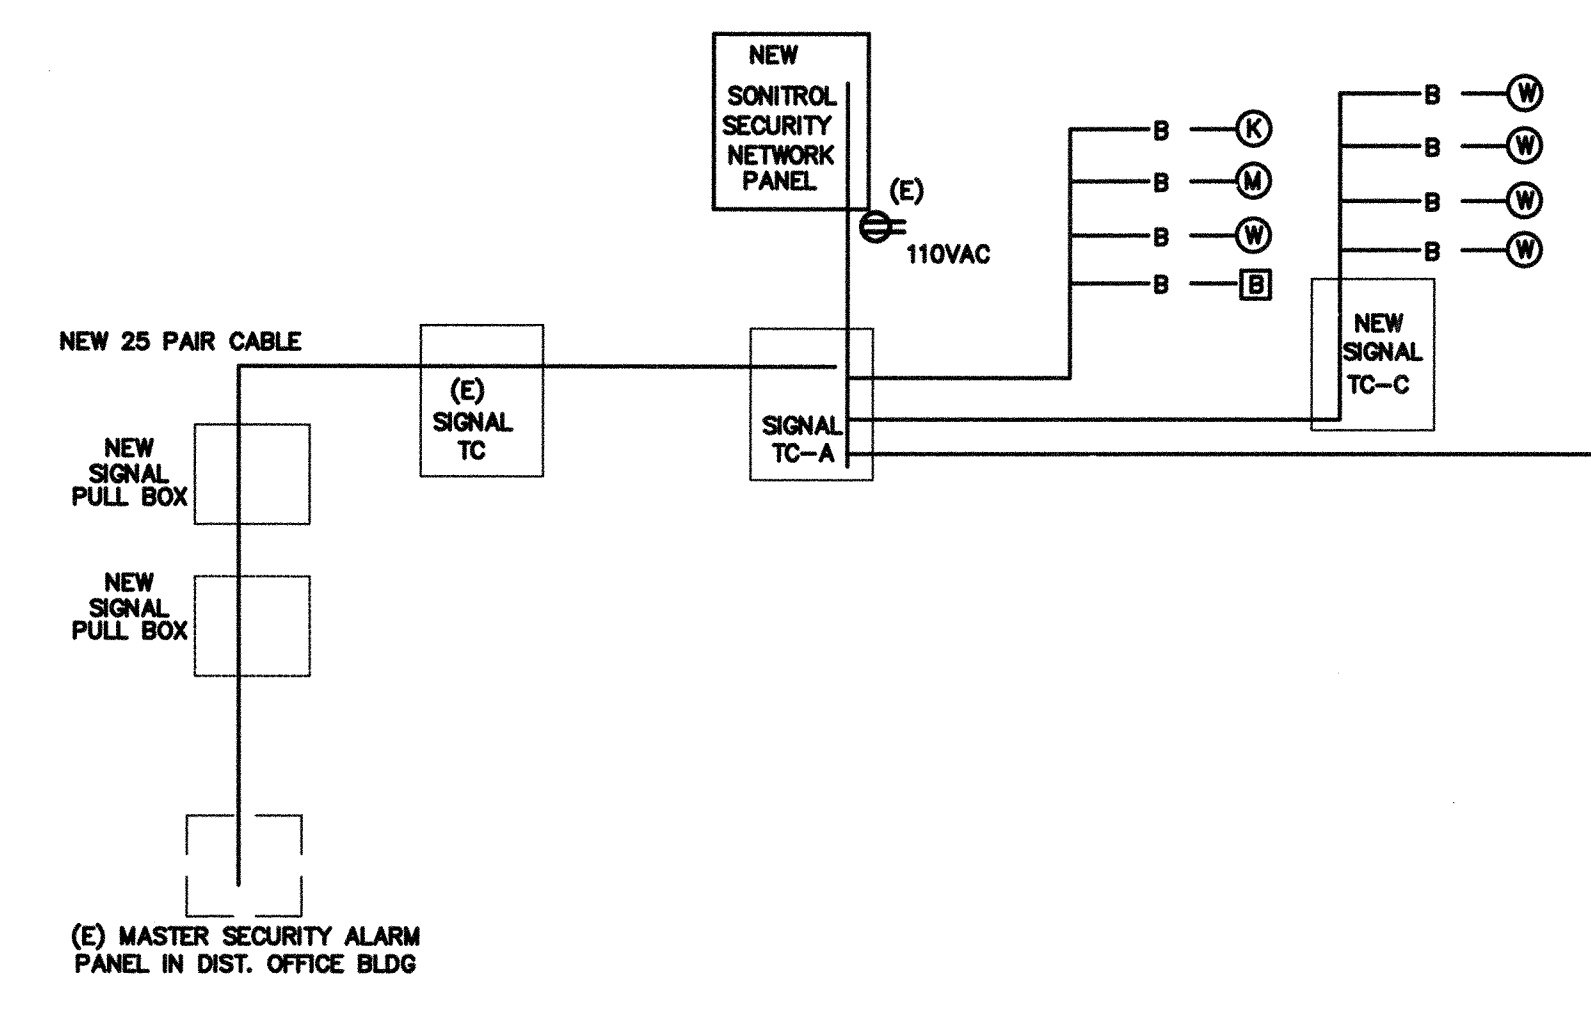 NEW
SONITROL
SECURITY
NETWORK
PANEL
(E)
110VAC
B K
B M
B W
B B
B W
B W
B W
B W
NEW
SIGNAL
TC-C
NEW 25 PAIR CABLE
(E)
SIGNAL
TC
SIGNAL
TC-A
NEW
SIGNAL
PULL BOX
NEW
SIGNAL
PULL BOX
(E) MASTER SECURITY ALARM
PANEL IN DIST. OFFICE BLDG